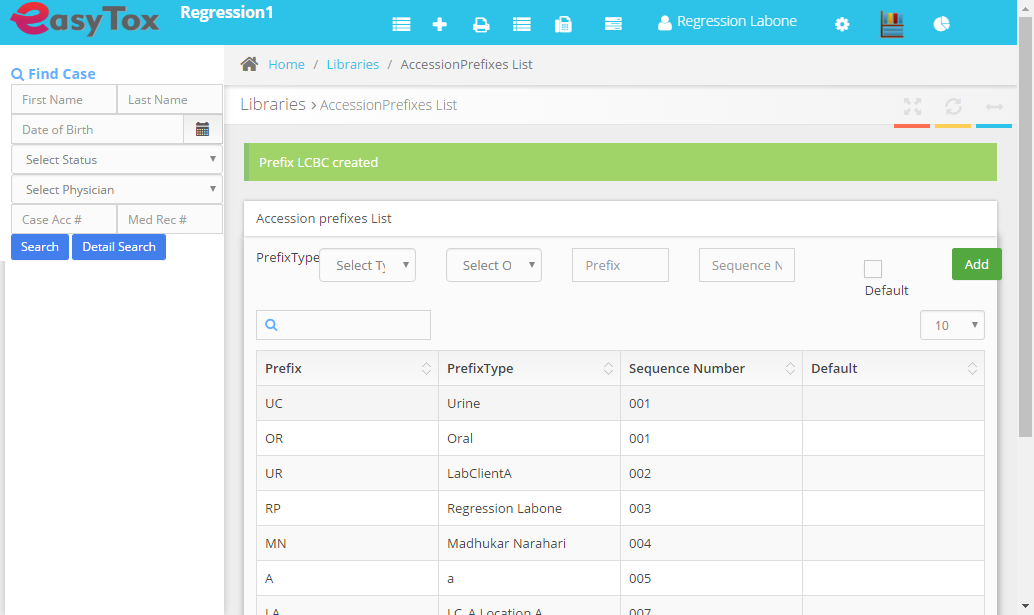 easyTox
Regression1
Regression Labone
Find Case
First Name
Last Name
Date of Birth
Select Status
Select Physician
Case Acc #
Med Rec #
Search
Detail Search
Home / Libraries / AccessionPrefixes List
Libraries › AccessionPrefixes List
Prefix LCBC created
Accession prefixes List
PrefixType
Select Ty
Select O
Prefix
Sequence N
Default
Add
10
Prefix PrefixType Sequence Number Default
UC Urine 001
OR Oral 001
UR LabClientA 002
RP Regression Labone 003
MN Madhukar Narahari 004
A a 005
LA LC_A Location A 007